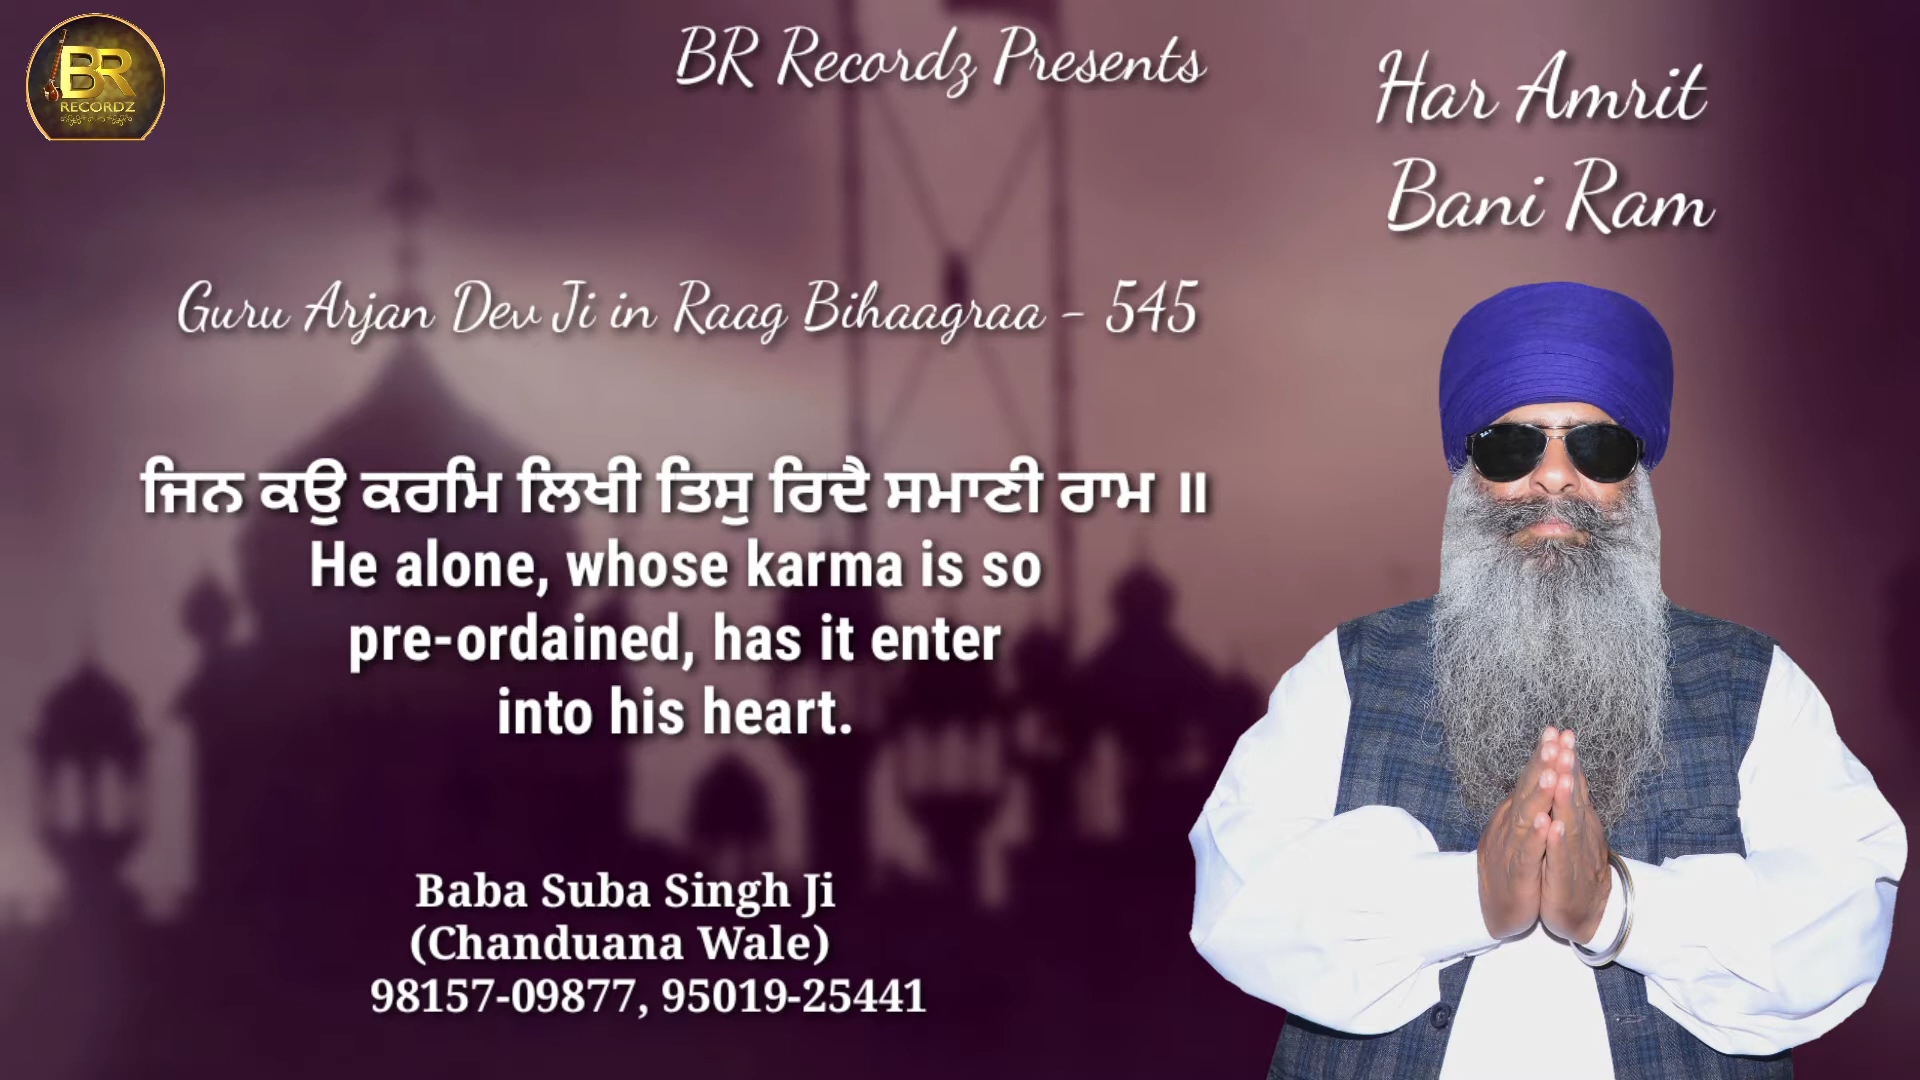 BR
RECORDZ
BR Recordz Presents
Har Amrit
Bani Ram
Guru Arjan Dev Ji in Raag Bihaagraa - 545
ਜਿਨ ਕਉ ਕਰਮਿ ਲਿਖੀ ਤਿਸੁ ਰਿਦੈ ਸਮਾਣੀ ਰਾਮ ॥
He alone, whose karma is so
pre-ordained, has it enter
into his heart.
Baba Suba Singh Ji
(Chanduana Wale)
98157-09877, 95019-25441